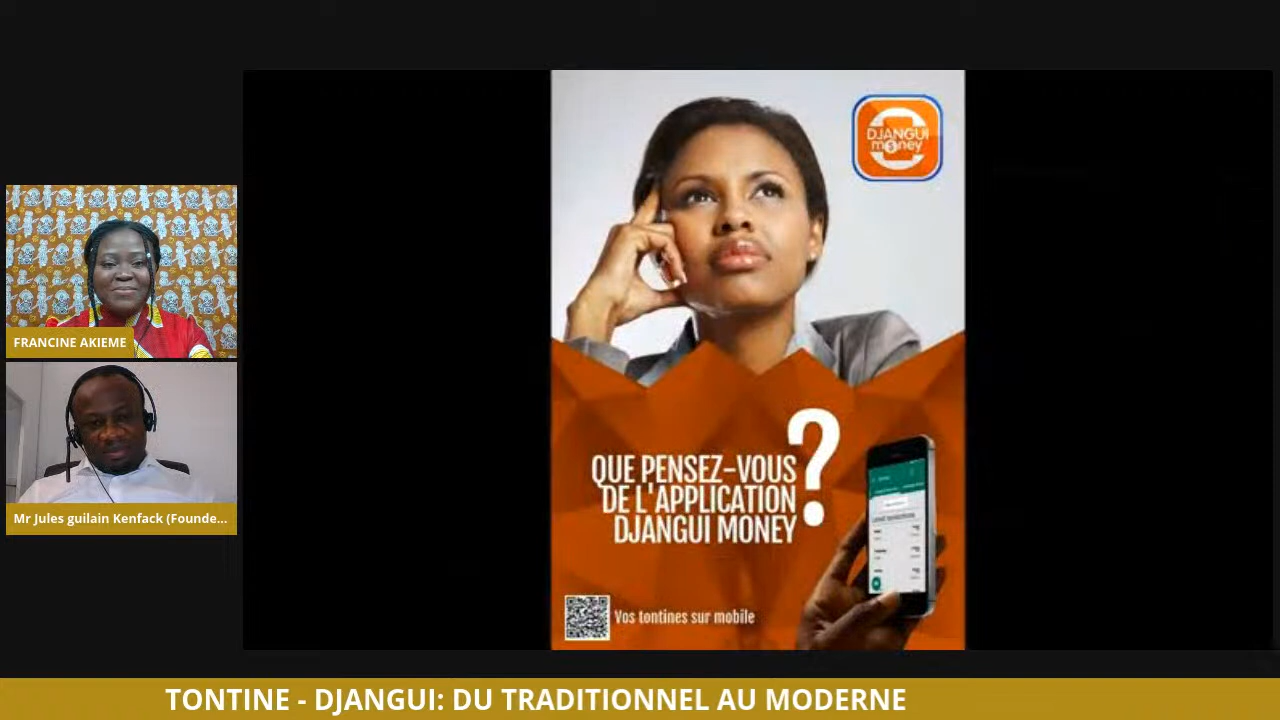 DJANGUI
money
FRANCINE AKIEME
Mr Jules guilain Kenfack (Founde...
QUE PENSEZ-VOUS
DE L'APPLICATION
DJANGUI MONEY
?
Vos tontines sur mobile
TONTINE - DJANGUI: DU TRADITIONNEL AU MODERNE